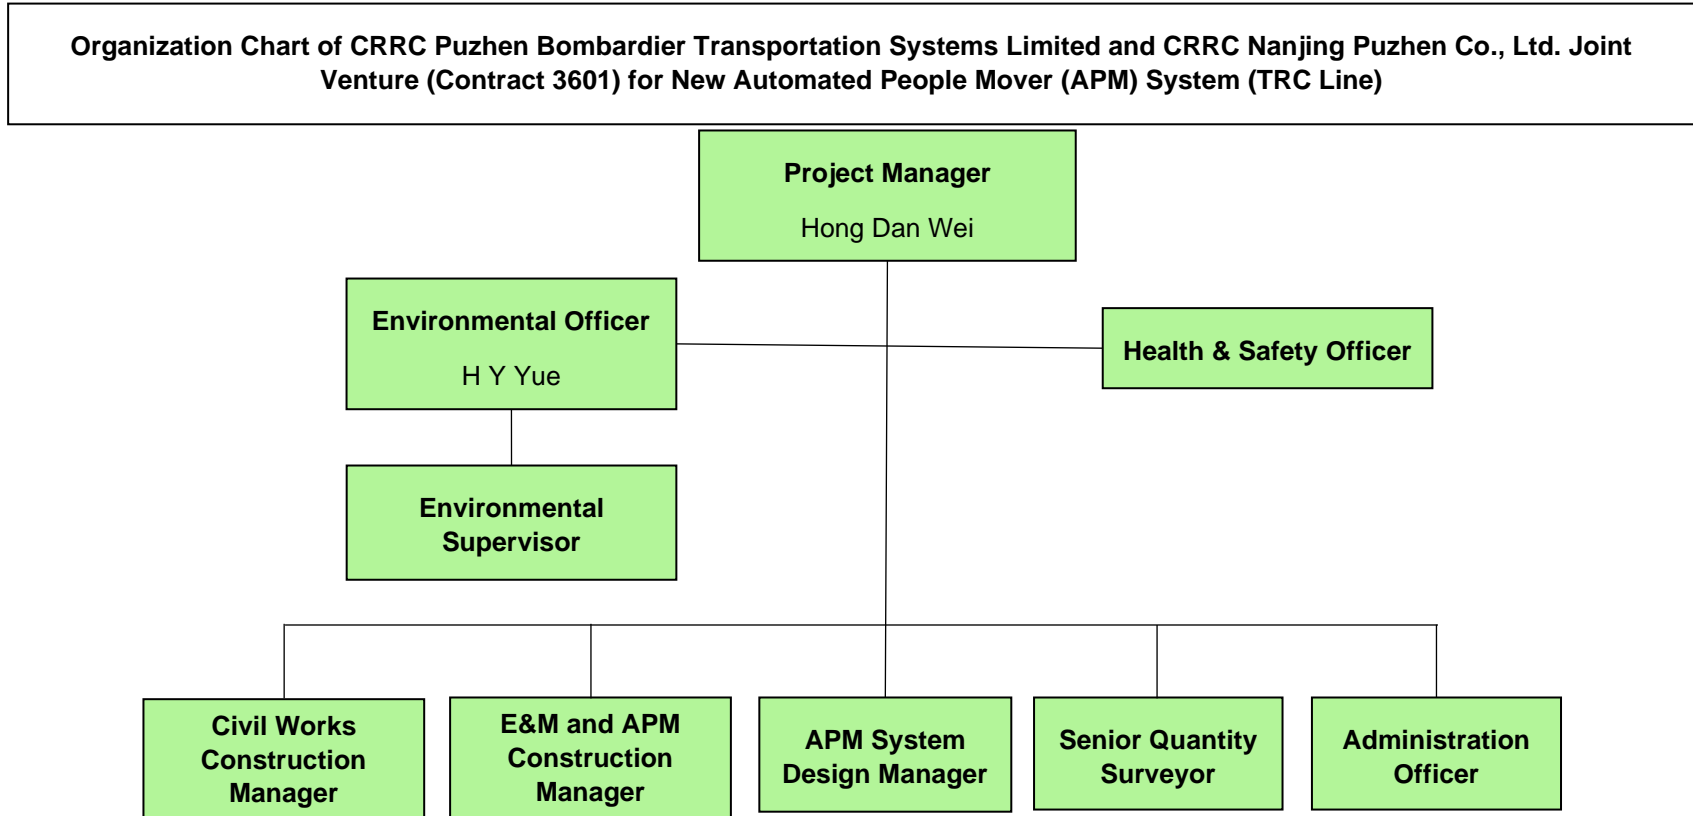 Organization Chart of CRRC Puzhen Bombardier Transportation Systems Limited and CRRC Nanjing Puzhen Co., Ltd. Joint
Venture (Contract 3601) for New Automated People Mover (APM) System (TRC Line)
Project Manager
Hong Dan Wei
Environmental Officer
H Y Yue
Health & Safety Officer
Environmental
Supervisor
Civil Works
Construction
Manager
E&M and APM
Construction
Manager
APM System
Design Manager
Senior Quantity
Surveyor
Administration
Officer